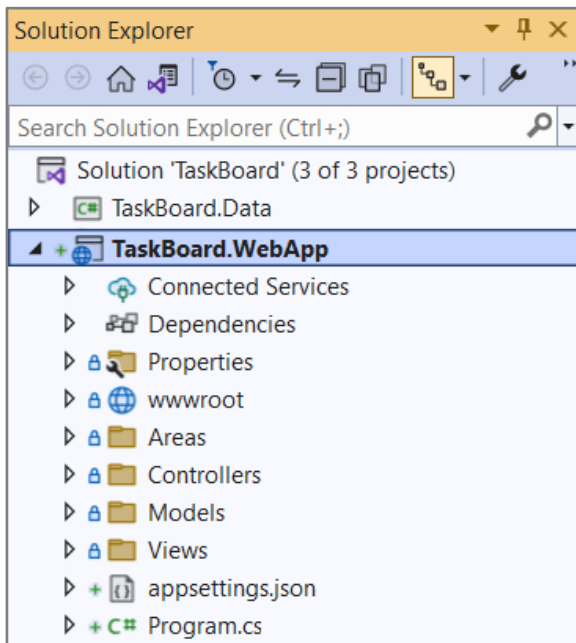 Solution Explorer
Search Solution Explorer (Ctrl+;)
Solution 'TaskBoard' (3 of 3 projects)
C# TaskBoard.Data
TaskBoard.WebApp
Connected Services
Dependencies
Properties
wwwroot
Areas
Controllers
Models
Views
appsettings.json
C# Program.cs